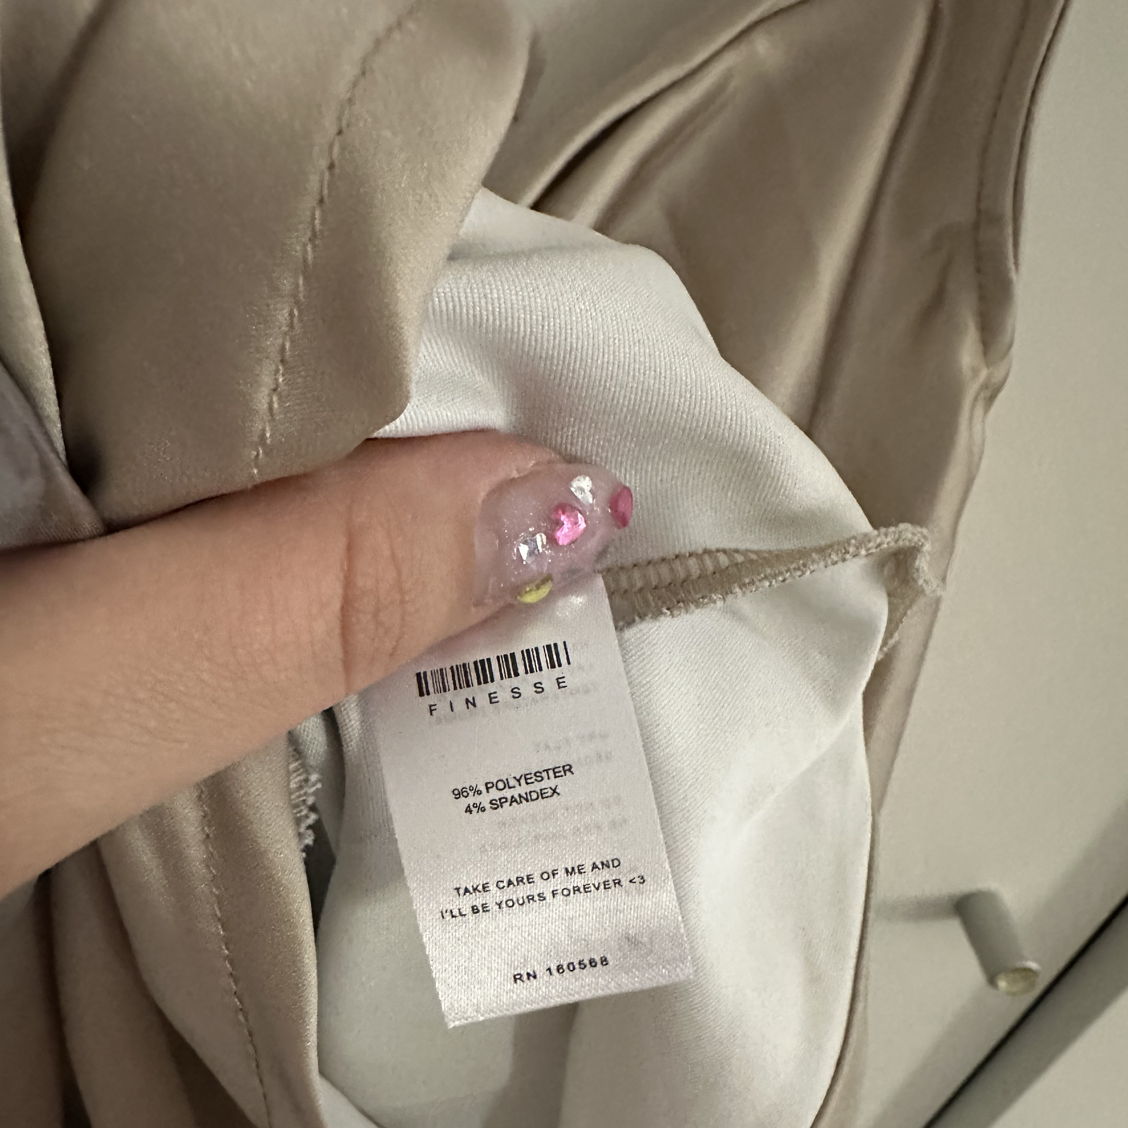 FINESSE
96% POLYESTER
4% SPANDEX
TAKE CARE OF ME AND
I'LL BE YOURS FOREVER <3
RN 160568